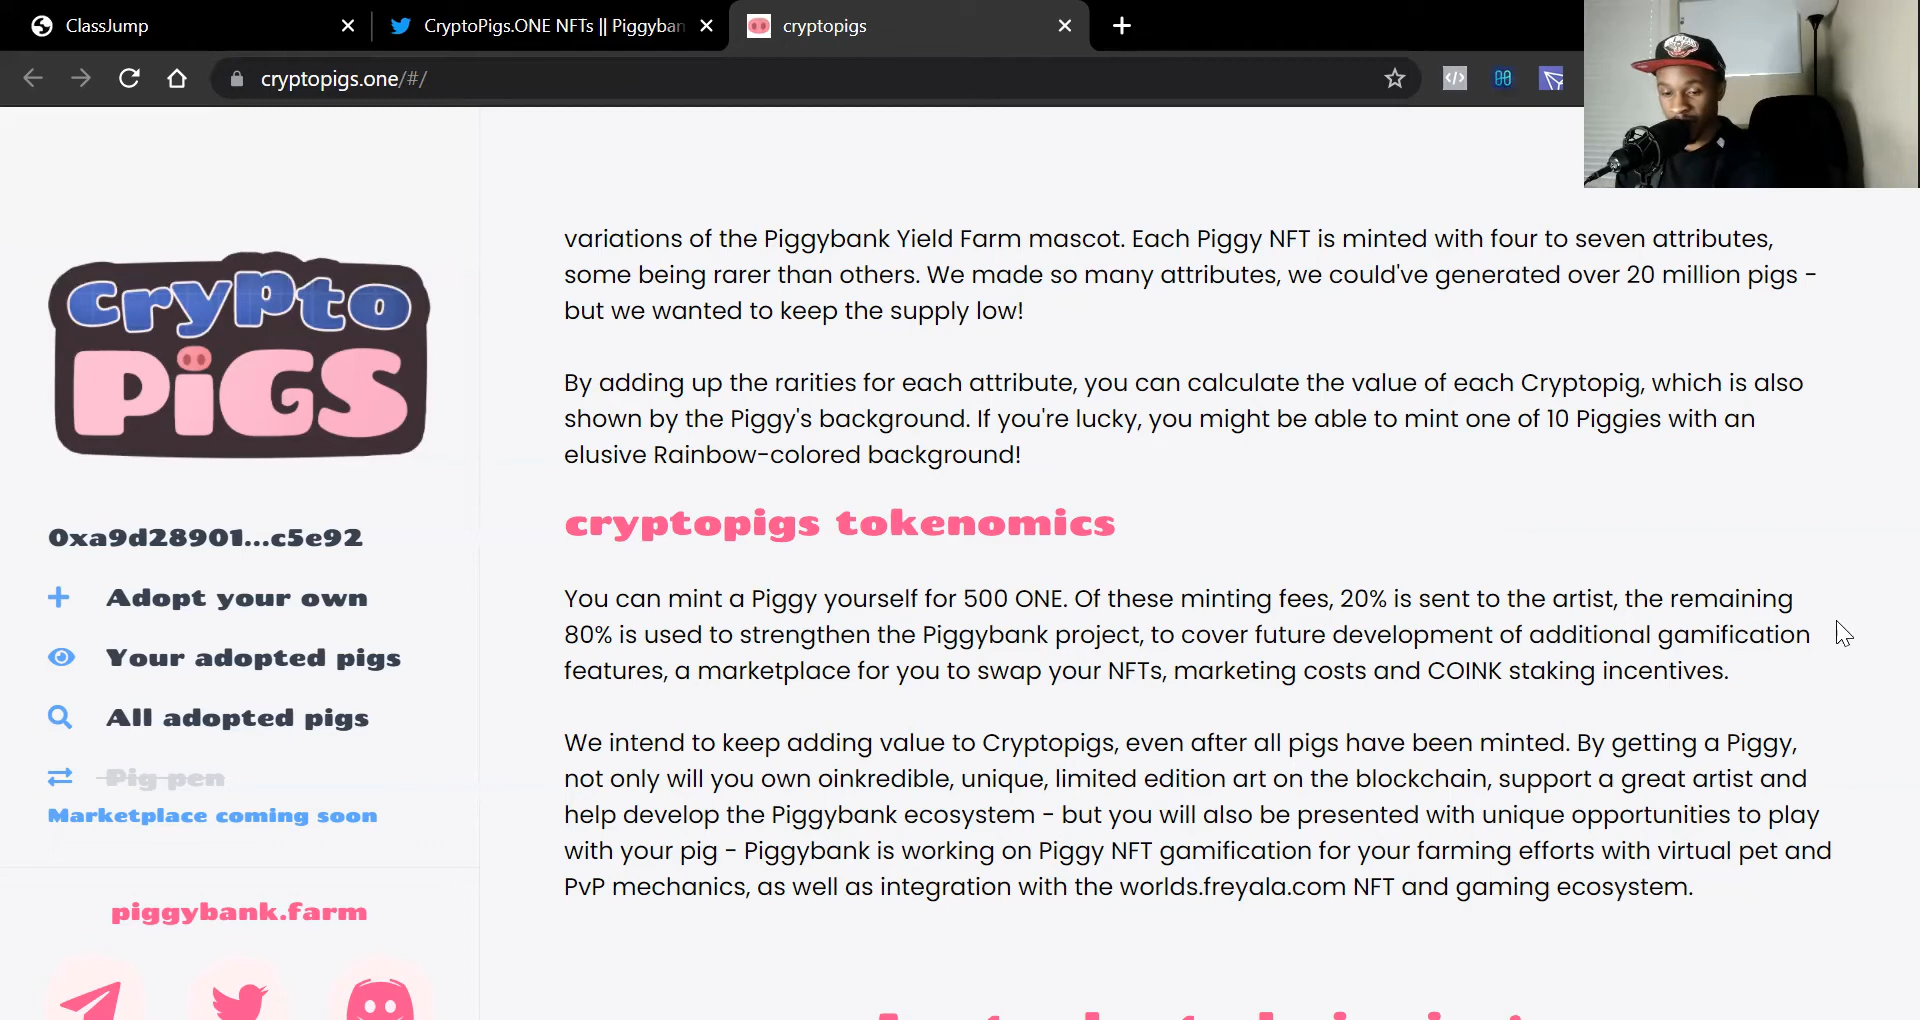 ClassJump
CryptoPigs.ONE NFTs || Piggyban
cryptopigs
cryptopigs.one/#/
crypto
PiGS
0xa9d28901...c5e92
Adopt your own
Your adopted pigs
All adopted pigs
Pig pen
Marketplace coming soon
piggybank.farm
variations of the Piggybank Yield Farm mascot. Each Piggy NFT is minted with four to seven attributes,
some being rarer than others. We made so many attributes, we could've generated over 20 million pigs -
but we wanted to keep the supply low!
By adding up the rarities for each attribute, you can calculate the value of each Cryptopig, which is also
shown by the Piggy's background. If you're lucky, you might be able to mint one of 10 Piggies with an
elusive Rainbow-colored background!
cryptopigs tokenomics
You can mint a Piggy yourself for 500 ONE. Of these minting fees, 20% is sent to the artist, the remaining
80% is used to strengthen the Piggybank project, to cover future development of additional gamification
features, a marketplace for you to swap your NFTs, marketing costs and COINK staking incentives.
We intend to keep adding value to Cryptopigs, even after all pigs have been minted. By getting a Piggy,
not only will you own oinkredible, unique, limited edition art on the blockchain, support a great artist and
help develop the Piggybank ecosystem - but you will also be presented with unique opportunities to play
with your pig - Piggybank is working on Piggy NFT gamification for your farming efforts with virtual pet and
PvP mechanics, as well as integration with the worlds.freyala.com NFT and gaming ecosystem.